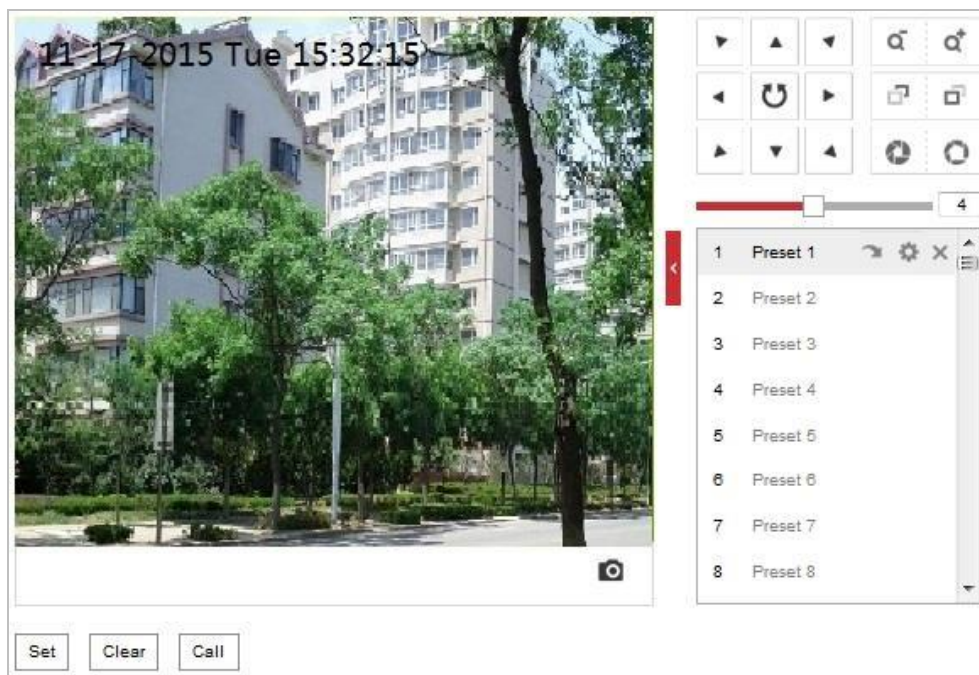 11-17-2015 Tue 15:32:15
4
1 Preset 1
2 Preset 2
3 Preset 3
4 Preset 4
5 Preset 5
6 Preset 6
7 Preset 7
8 Preset 8
Set Clear Call